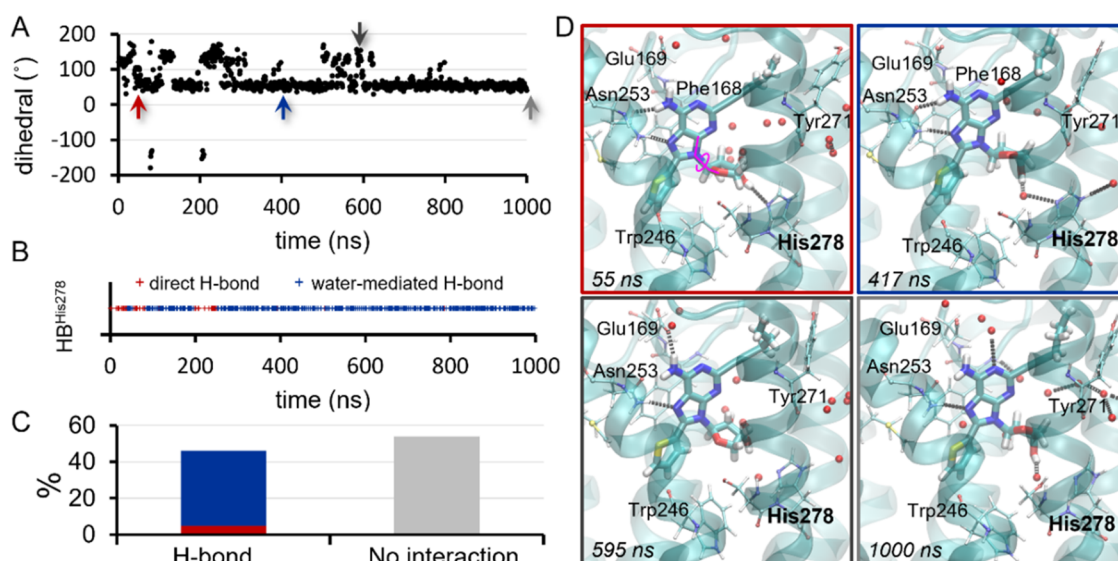 A
200
100
0
-100
-200
dihedral (°)
0 200 400 600 800 1000
time (ns)
B
+ direct H-bond + water-mediated H-bond
HB^His278
0 200 400 600 800 1000
time (ns)
C
60
40
20
0
%
H-bond No interaction
D
Glu169
Phe168
Asn253
Tyr271
Trp246
His278
55 ns
Glu169
Phe168
Asn253
Tyr271
Trp246
His278
417 ns
Glu169
Asn253
Tyr271
Trp246
His278
595 ns
Glu169
Asn253
Tyr271
Trp246
His278
1000 ns